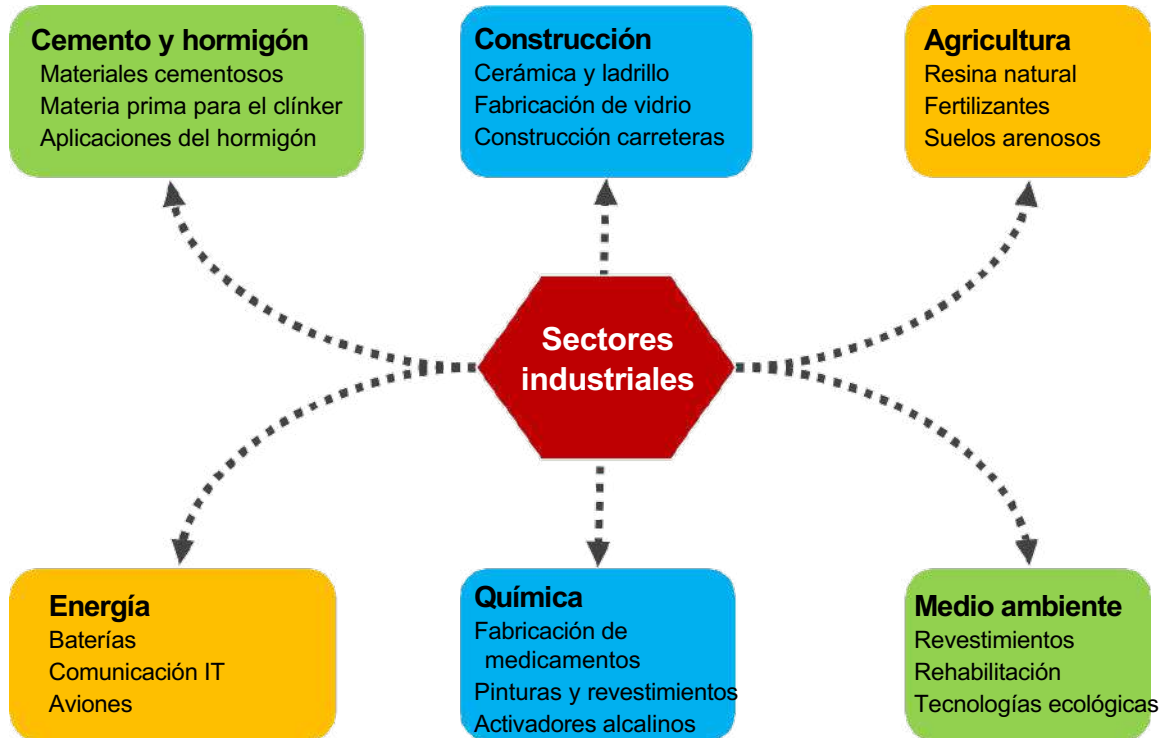 Cemento y hormigón
Materiales cementosos
Materia prima para el clínker
Aplicaciones del hormigón
Construcción
Cerámica y ladrillo
Fabricación de vidrio
Construcción carreteras
Agricultura
Resina natural
Fertilizantes
Suelos arenosos
Sectores
industriales
Energía
Baterías
Comunicación IT
Aviones
Química
Fabricación de
medicamentos
Pinturas y revestimientos
Activadores alcalinos
Medio ambiente
Revestimientos
Rehabilitación
Tecnologías ecológicas